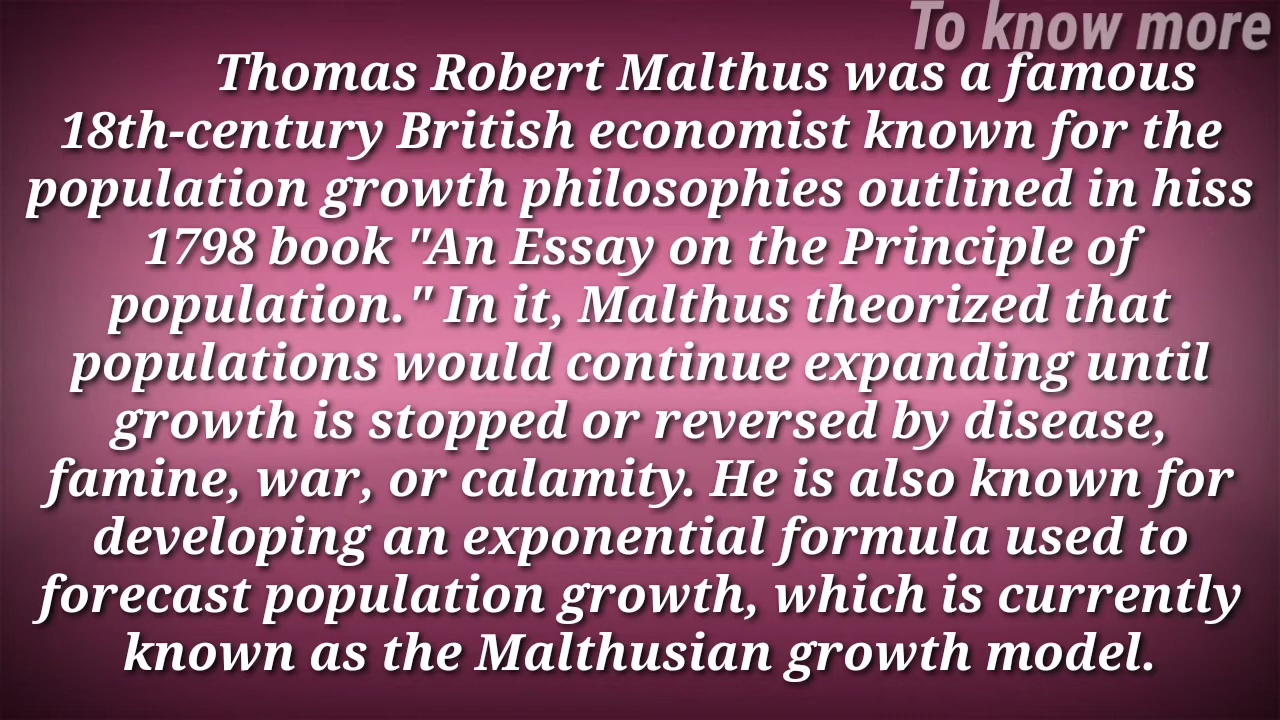 To know more
Thomas Robert Malthus was a famous
18th-century British economist known for the
population growth philosophies outlined in hiss
1798 book "An Essay on the Principle of
population." In it, Malthus theorized that
populations would continue expanding until
growth is stopped or reversed by disease,
famine, war, or calamity. He is also known for
developing an exponential formula used to
forecast population growth, which is currently
known as the Malthusian growth model.